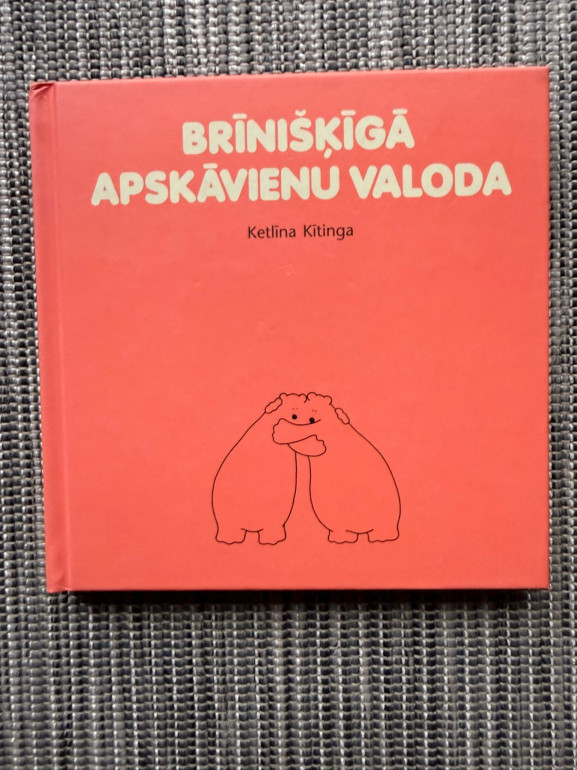 BRĪNIŠĶĪGĀ
APSKĀVIENU VALODA
Ketlīna Kītinga